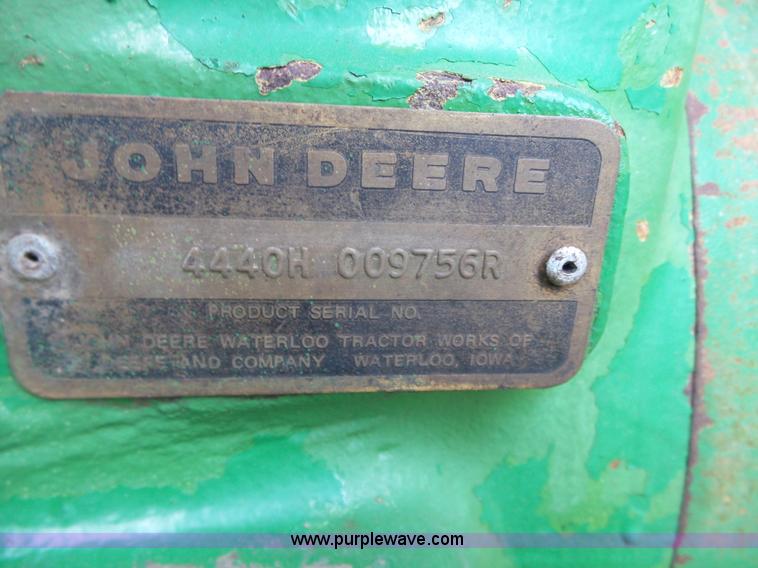 JOHN DEERE
4440H 009756R
PRODUCT SERIAL NO.
JOHN DEERE WATERLOO TRACTOR WORKS OF
DEERE AND COMPANY WATERLOO, IOWA
www.purplewave.com